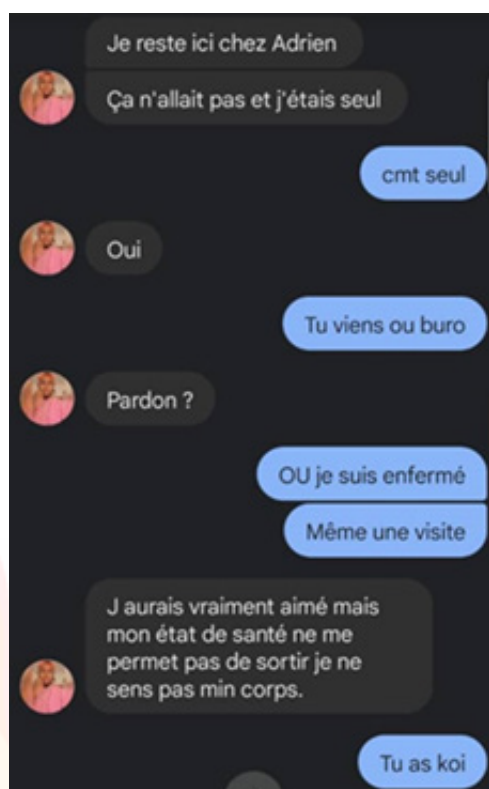 Je reste ici chez Adrien
Ça n'allait pas et j'étais seul
cmt seul
Oui
Tu viens ou buro
Pardon ?
OU je suis enfermé
Même une visite
J aurais vraiment aimé mais
mon état de santé ne me
permet pas de sortir je ne
sens pas min corps.
Tu as koi